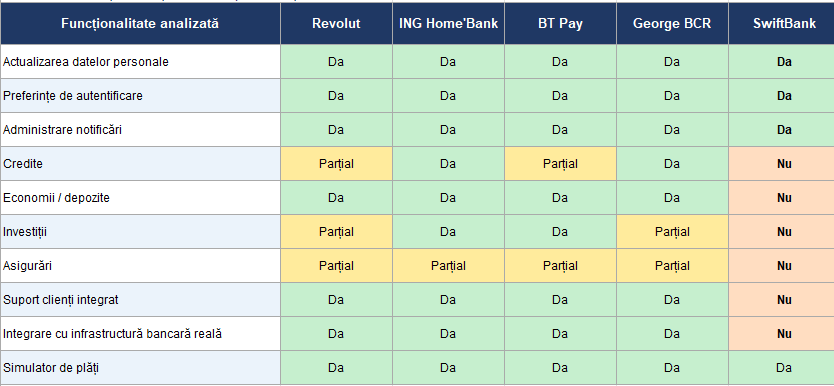 Funcționalitate analizată Revolut ING Home'Bank BT Pay George BCR SwiftBank
Actualizarea datelor personale Da Da Da Da Da
Preferințe de autentificare Da Da Da Da Da
Administrare notificări Da Da Da Da Da
Credite Parțial Da Parțial Da Nu
Economii / depozite Da Da Da Da Nu
Investiții Parțial Da Da Parțial Nu
Asigurări Parțial Parțial Parțial Parțial Nu
Suport clienți integrat Da Da Da Da Nu
Integrare cu infrastructură bancară reală Da Da Da Da Nu
Simulator de plăți Da Da Da Da Da